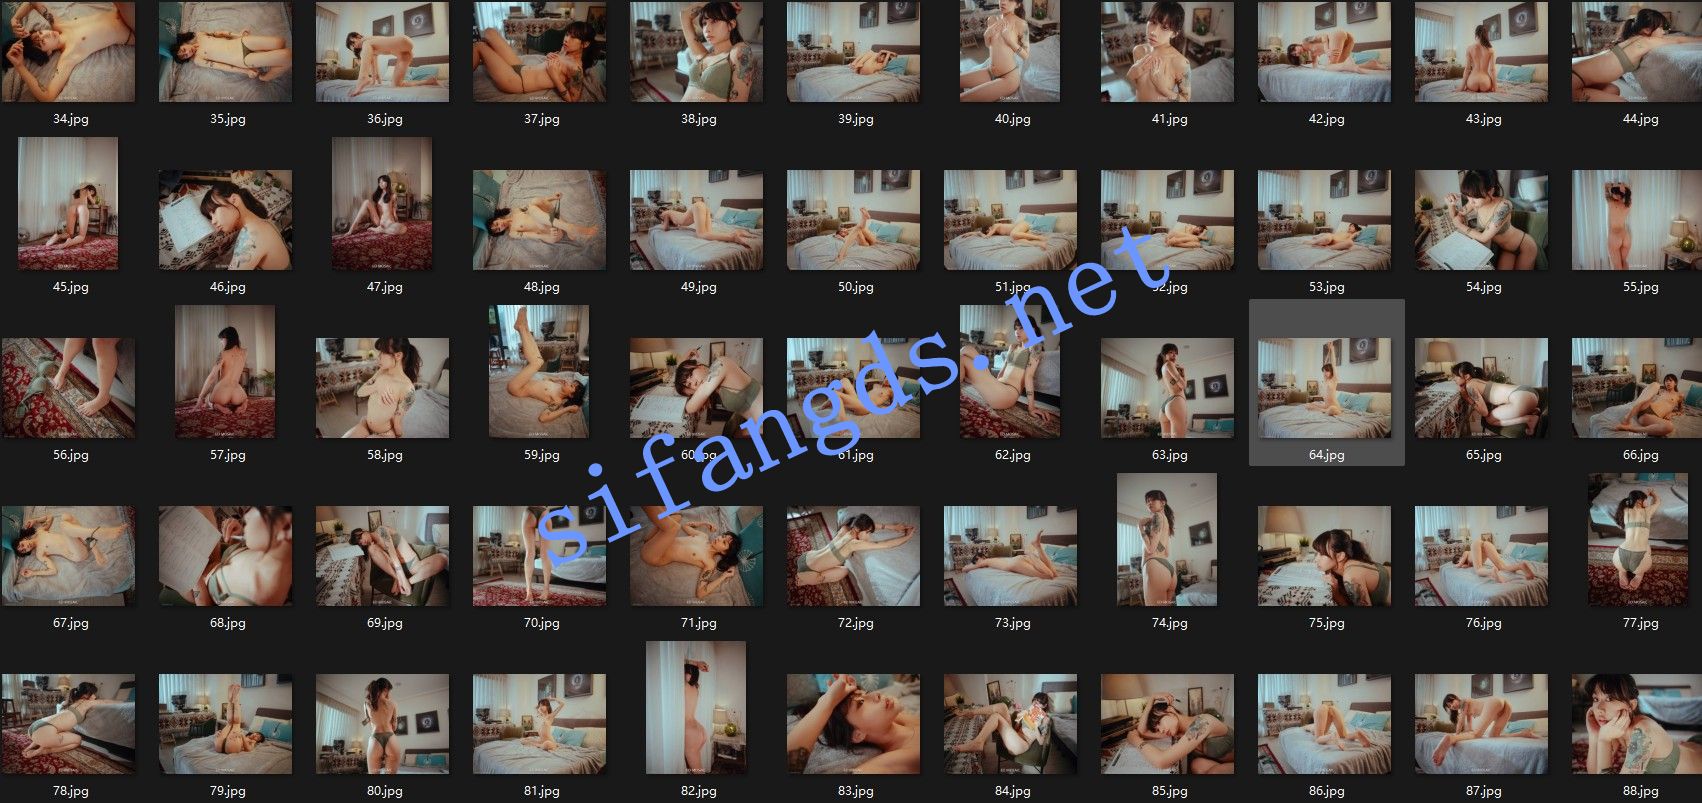 34.jpg 35.jpg 36.jpg 37.jpg 38.jpg 39.jpg 40.jpg 41.jpg 42.jpg 43.jpg 44.jpg
45.jpg 46.jpg 47.jpg 48.jpg 49.jpg 50.jpg 51.jpg 52.jpg 53.jpg 54.jpg 55.jpg
sifangds.net
56.jpg 57.jpg 58.jpg 59.jpg 60.jpg 61.jpg 62.jpg 63.jpg 64.jpg 65.jpg 66.jpg
67.jpg 68.jpg 69.jpg 70.jpg 71.jpg 72.jpg 73.jpg 74.jpg 75.jpg 76.jpg 77.jpg
78.jpg 79.jpg 80.jpg 81.jpg 82.jpg 83.jpg 84.jpg 85.jpg 86.jpg 87.jpg 88.jpg